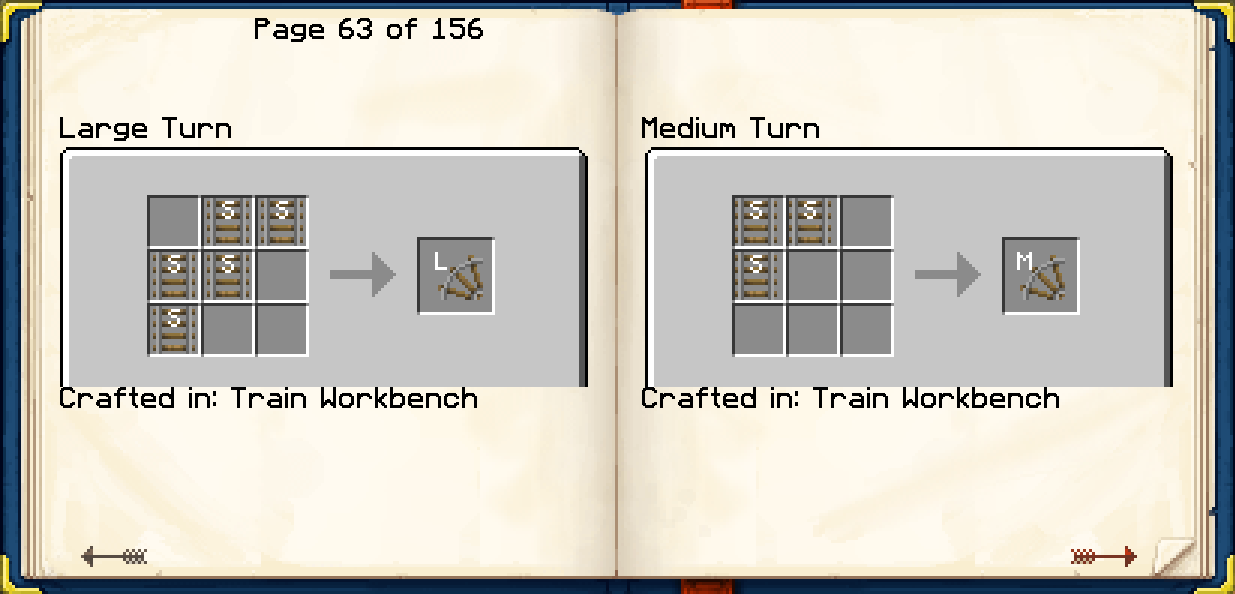 Page 63 of 156
Large Turn
S S
S S
L
S
Crafted in: Train Workbench
Medium Turn
S S
S
M
Crafted in: Train Workbench